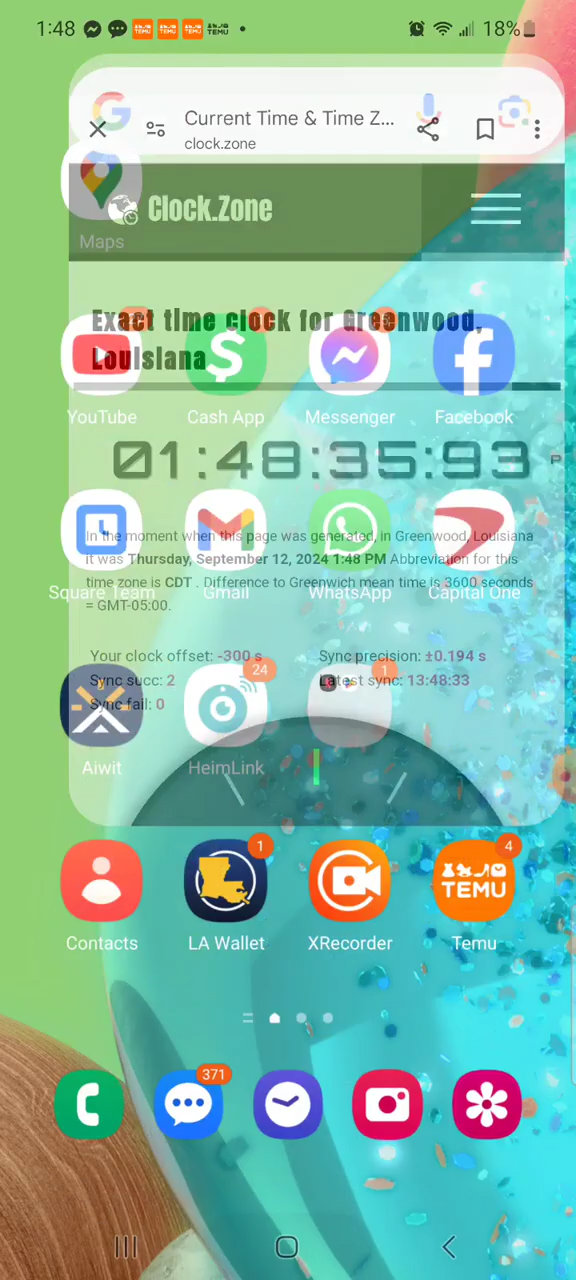 1:48
18%
Current Time & Time Z...
clock.zone
Clock.Zone
Maps
Exact time clock for Greenwood,
Louisiana
YouTube Cash App Messenger Facebook
01:48:35:93 P
In the moment when this page was generated, in Greenwood, Louisiana
it was Thursday, September 12, 2024 1:48 PM Abbreviation for this
time zone is CDT . Difference to Greenwich mean time is 3600 seconds
= GMT-05:00.
Square Team Gmail WhatsApp Capital One
Your clock offset: -300 s Sync precision: ±0.194 s
Sync succ: 2 Latest sync: 13:48:33
Sync fail: 0
24
1
Aiwit HeimLink
1
4
TEMU
Contacts LA Wallet XRecorder Temu
371